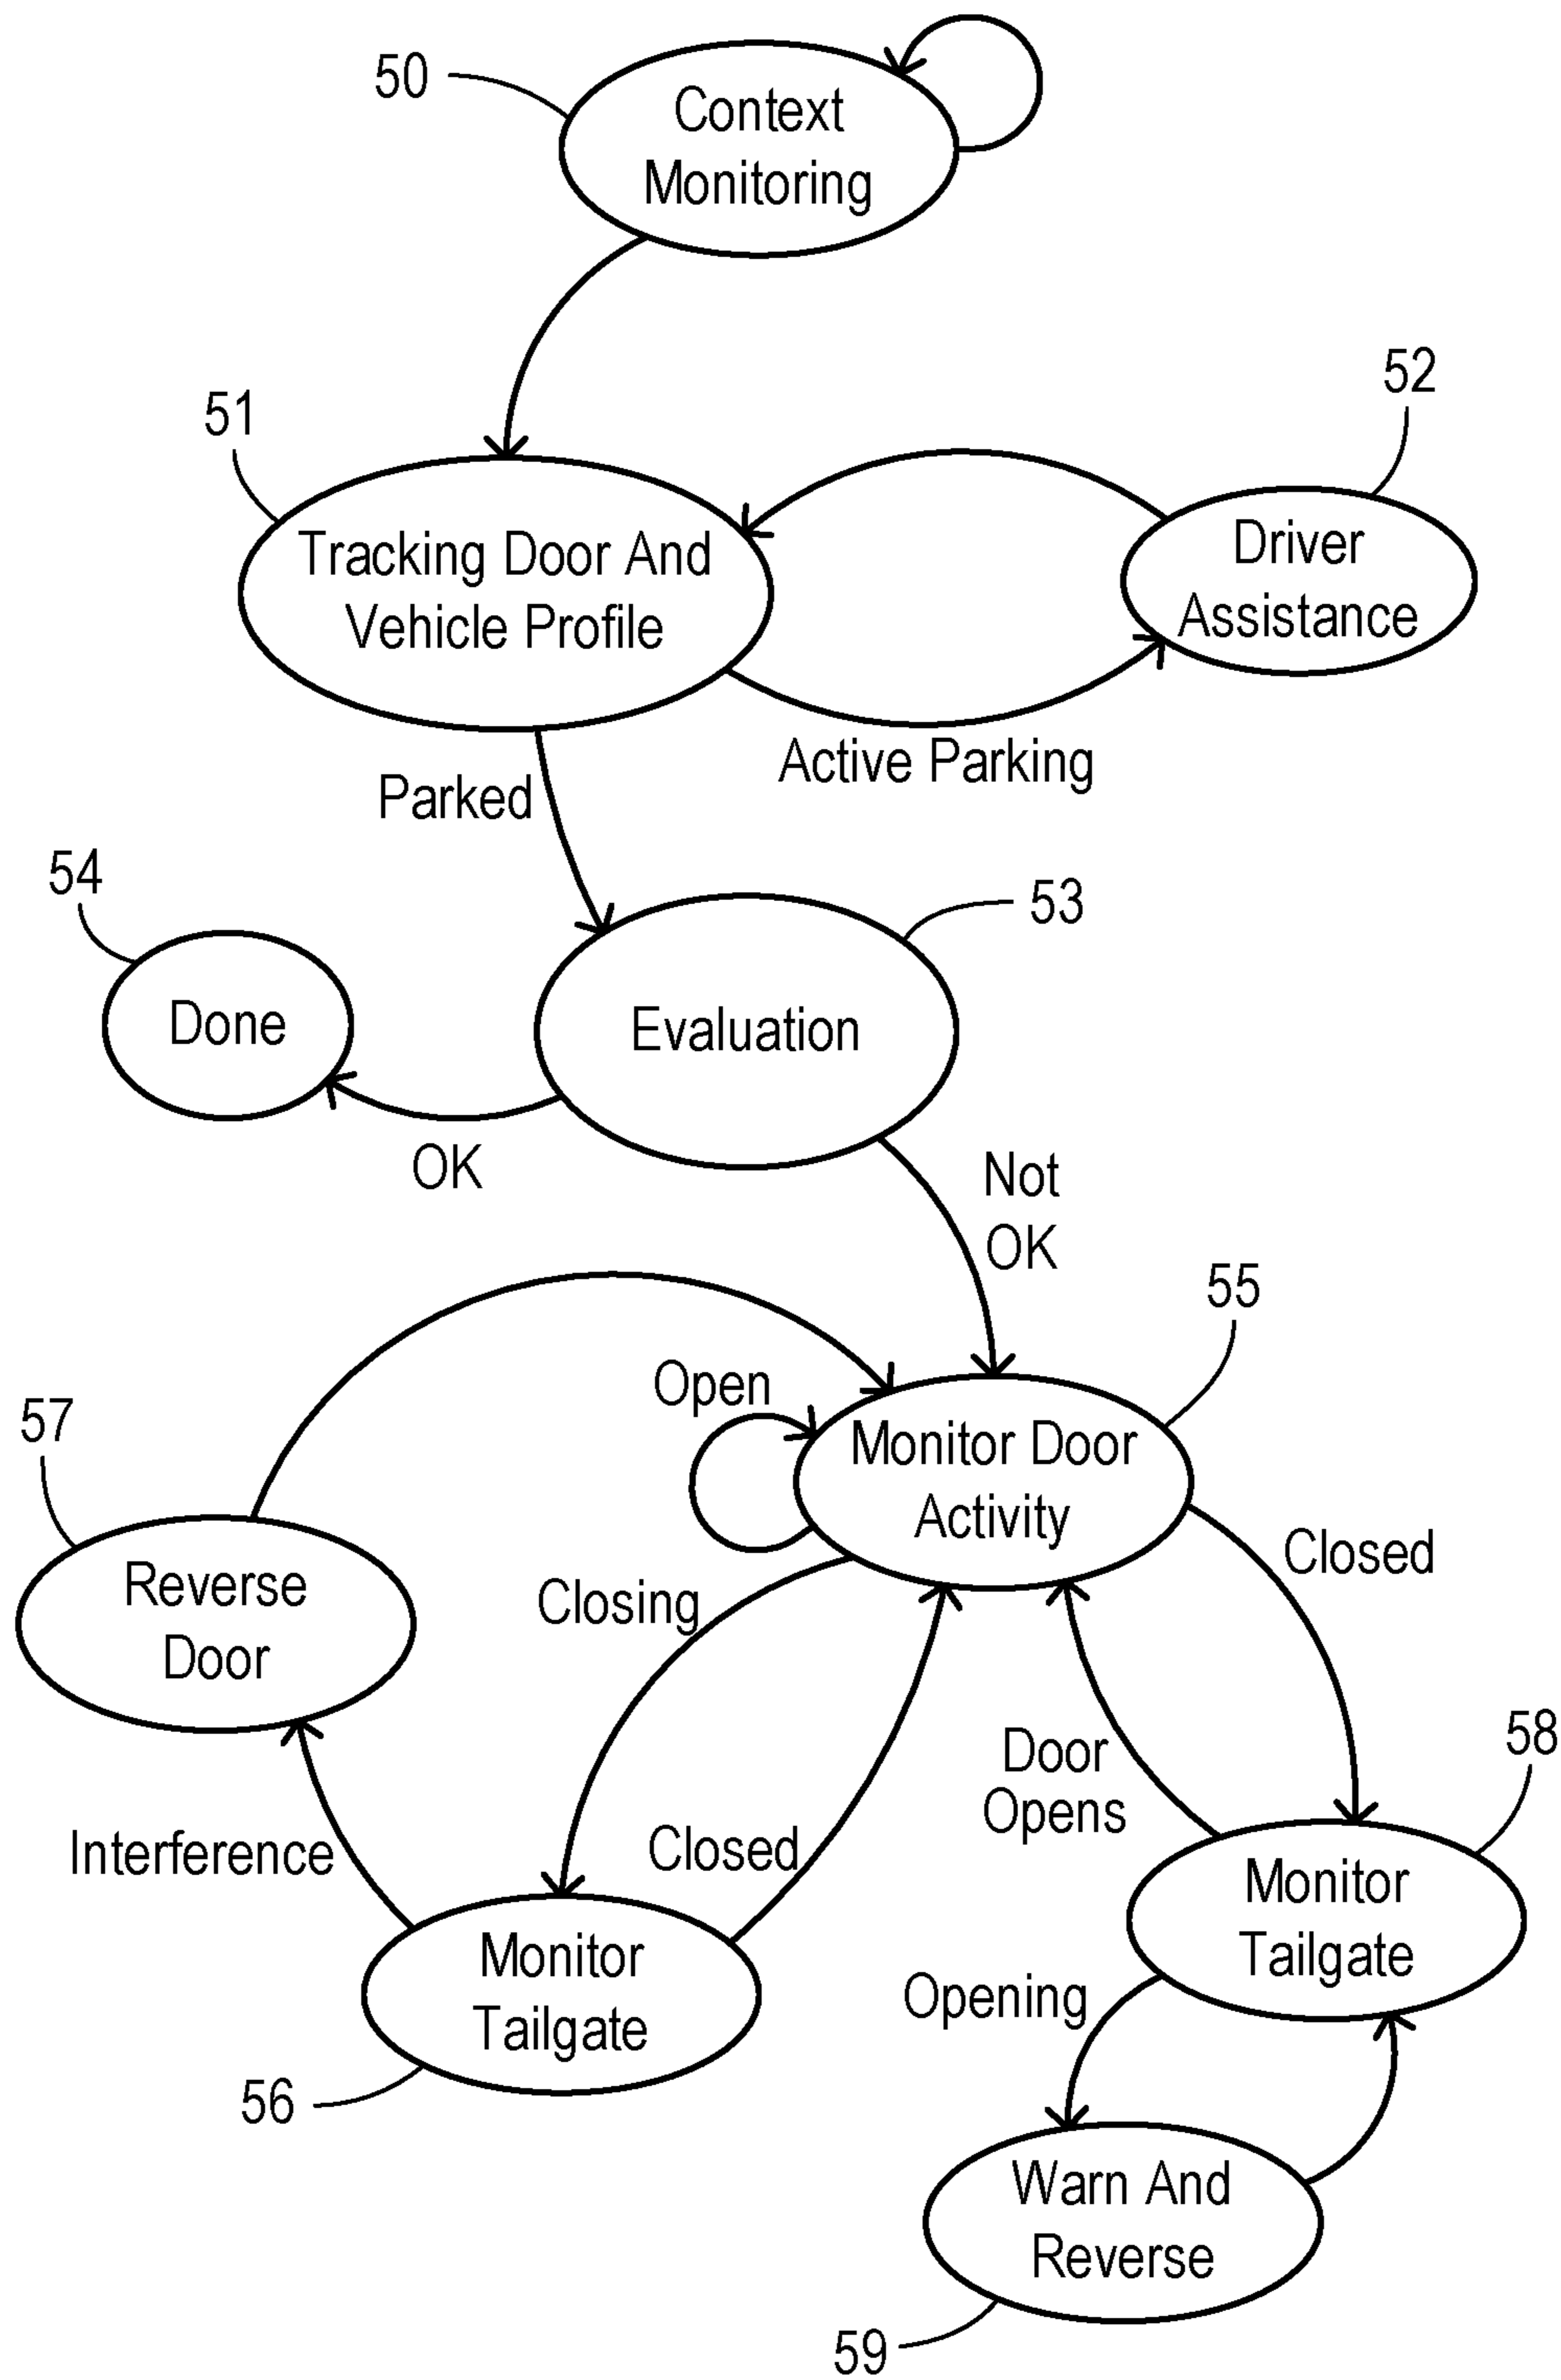 50
Context
Monitoring
51
52
Tracking Door And
Vehicle Profile
Driver
Assistance
Active Parking
Parked
54
53
Done
Evaluation
OK
Not
OK
55
57
Open
Monitor Door
Activity
Closed
Closing
Reverse
Door
Door
Opens
58
Interference
Closed
Monitor
Tailgate
Monitor
Tailgate
Opening
56
Warn And
Reverse
59